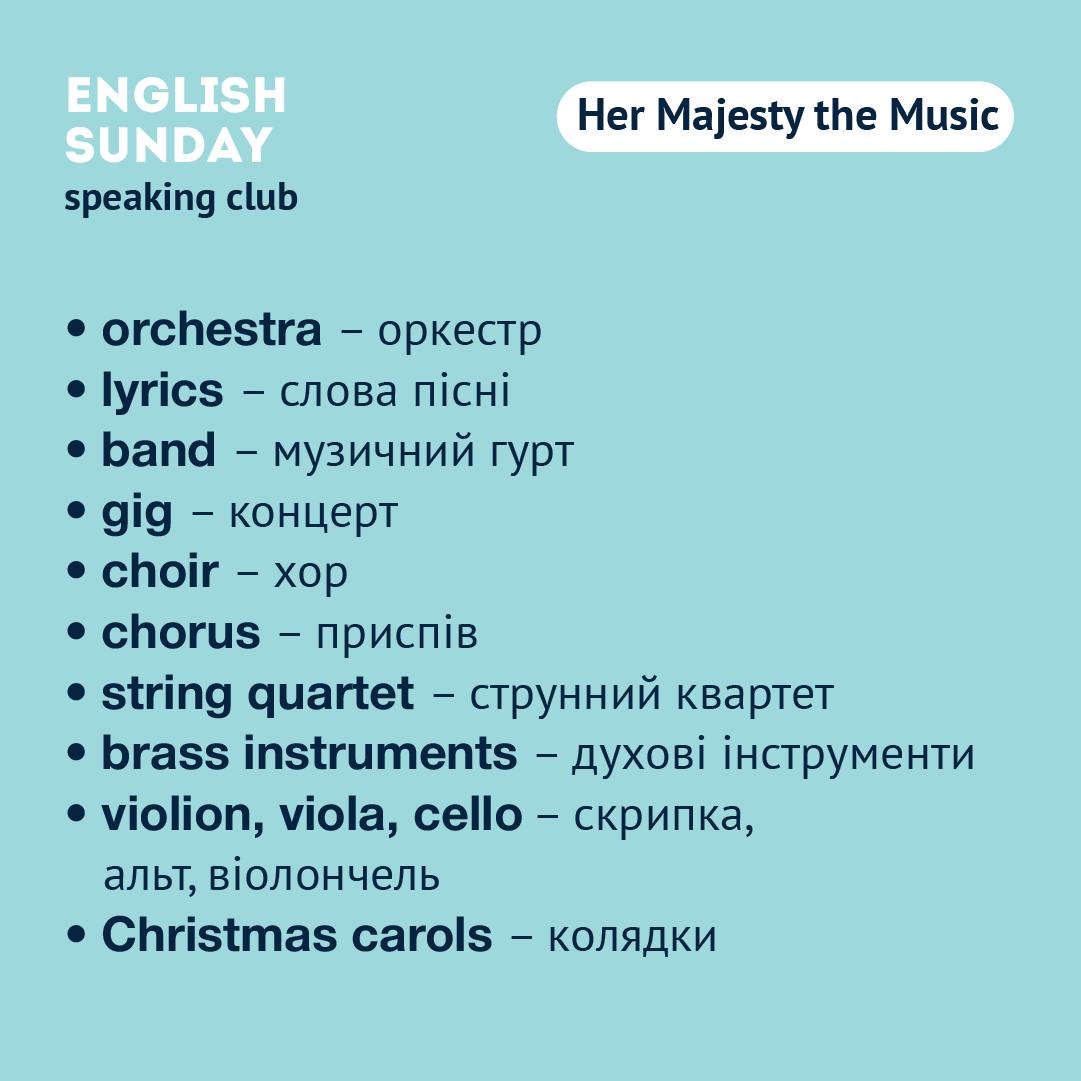 ENGLISH
SUNDAY
speaking club
Her Majesty the Music
• orchestra – оркестр
• lyrics – слова пісні
• band – музичний гурт
• gig – концерт
• choir – хор
• chorus – приспів
• string quartet – струнний квартет
• brass instruments – духові інструменти
• violion, viola, cello – скрипка,
альт, віолончель
• Christmas carols – колядки